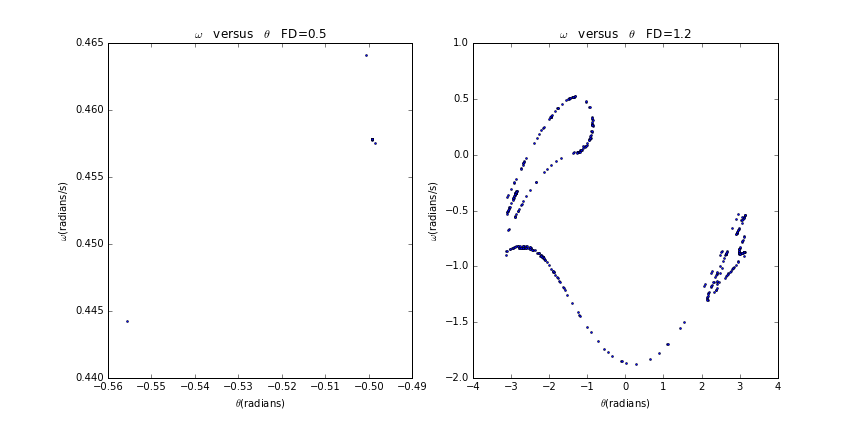 ω versus θ FD=0.5
0.465
0.460
0.455
0.450
0.445
0.440
ω(radians/s)
−0.56 −0.55 −0.54 −0.53 −0.52 −0.51 −0.50 −0.49
θ(radians)
ω versus θ FD=1.2
1.0
0.5
0.0
−0.5
−1.0
−1.5
−2.0
ω(radians/s)
−4 −3 −2 −1 0 1 2 3 4
θ(radians)